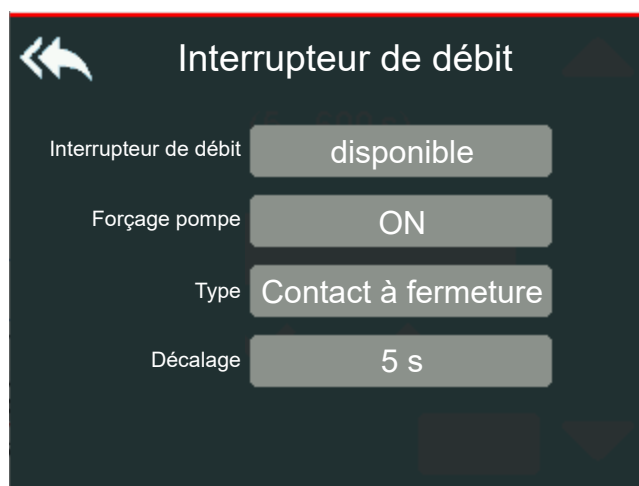 Interrupteur de débit
Interrupteur de débit disponible
Forçage pompe ON
Type Contact à fermeture
Décalage 5 s